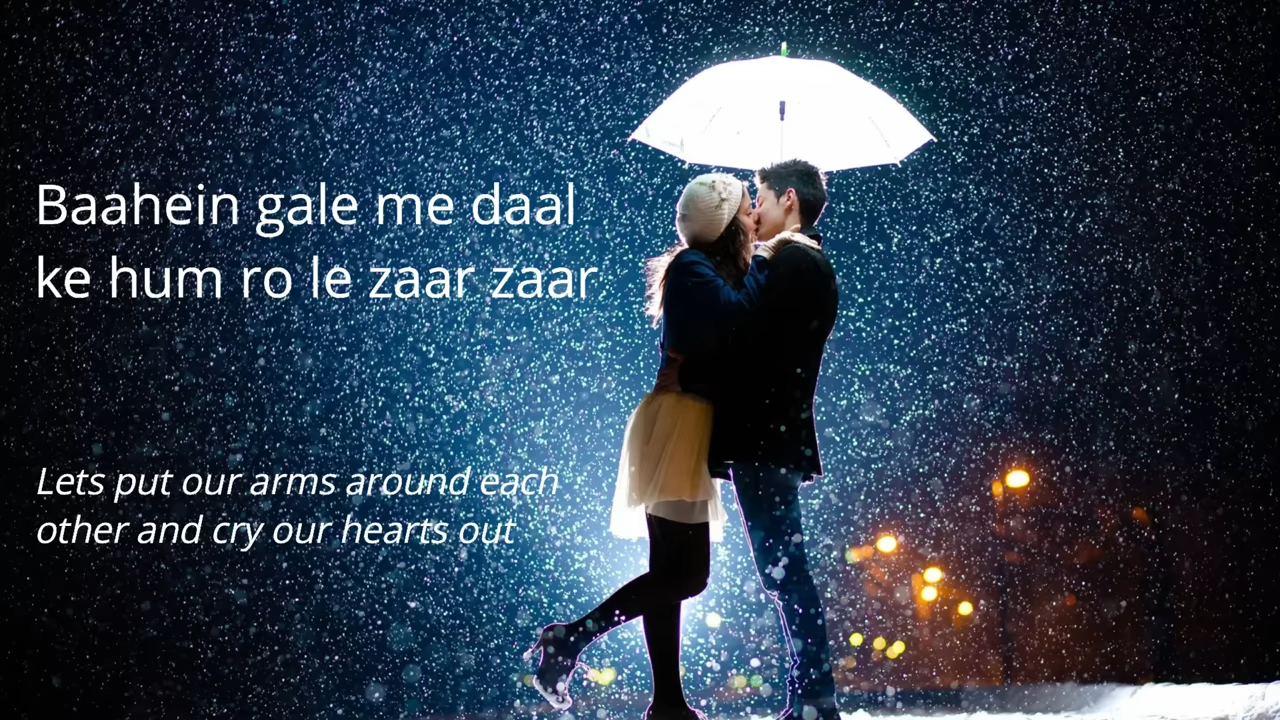 Baahein gale me daal
ke hum ro le zaar zaar
Lets put our arms around each
other and cry our hearts out